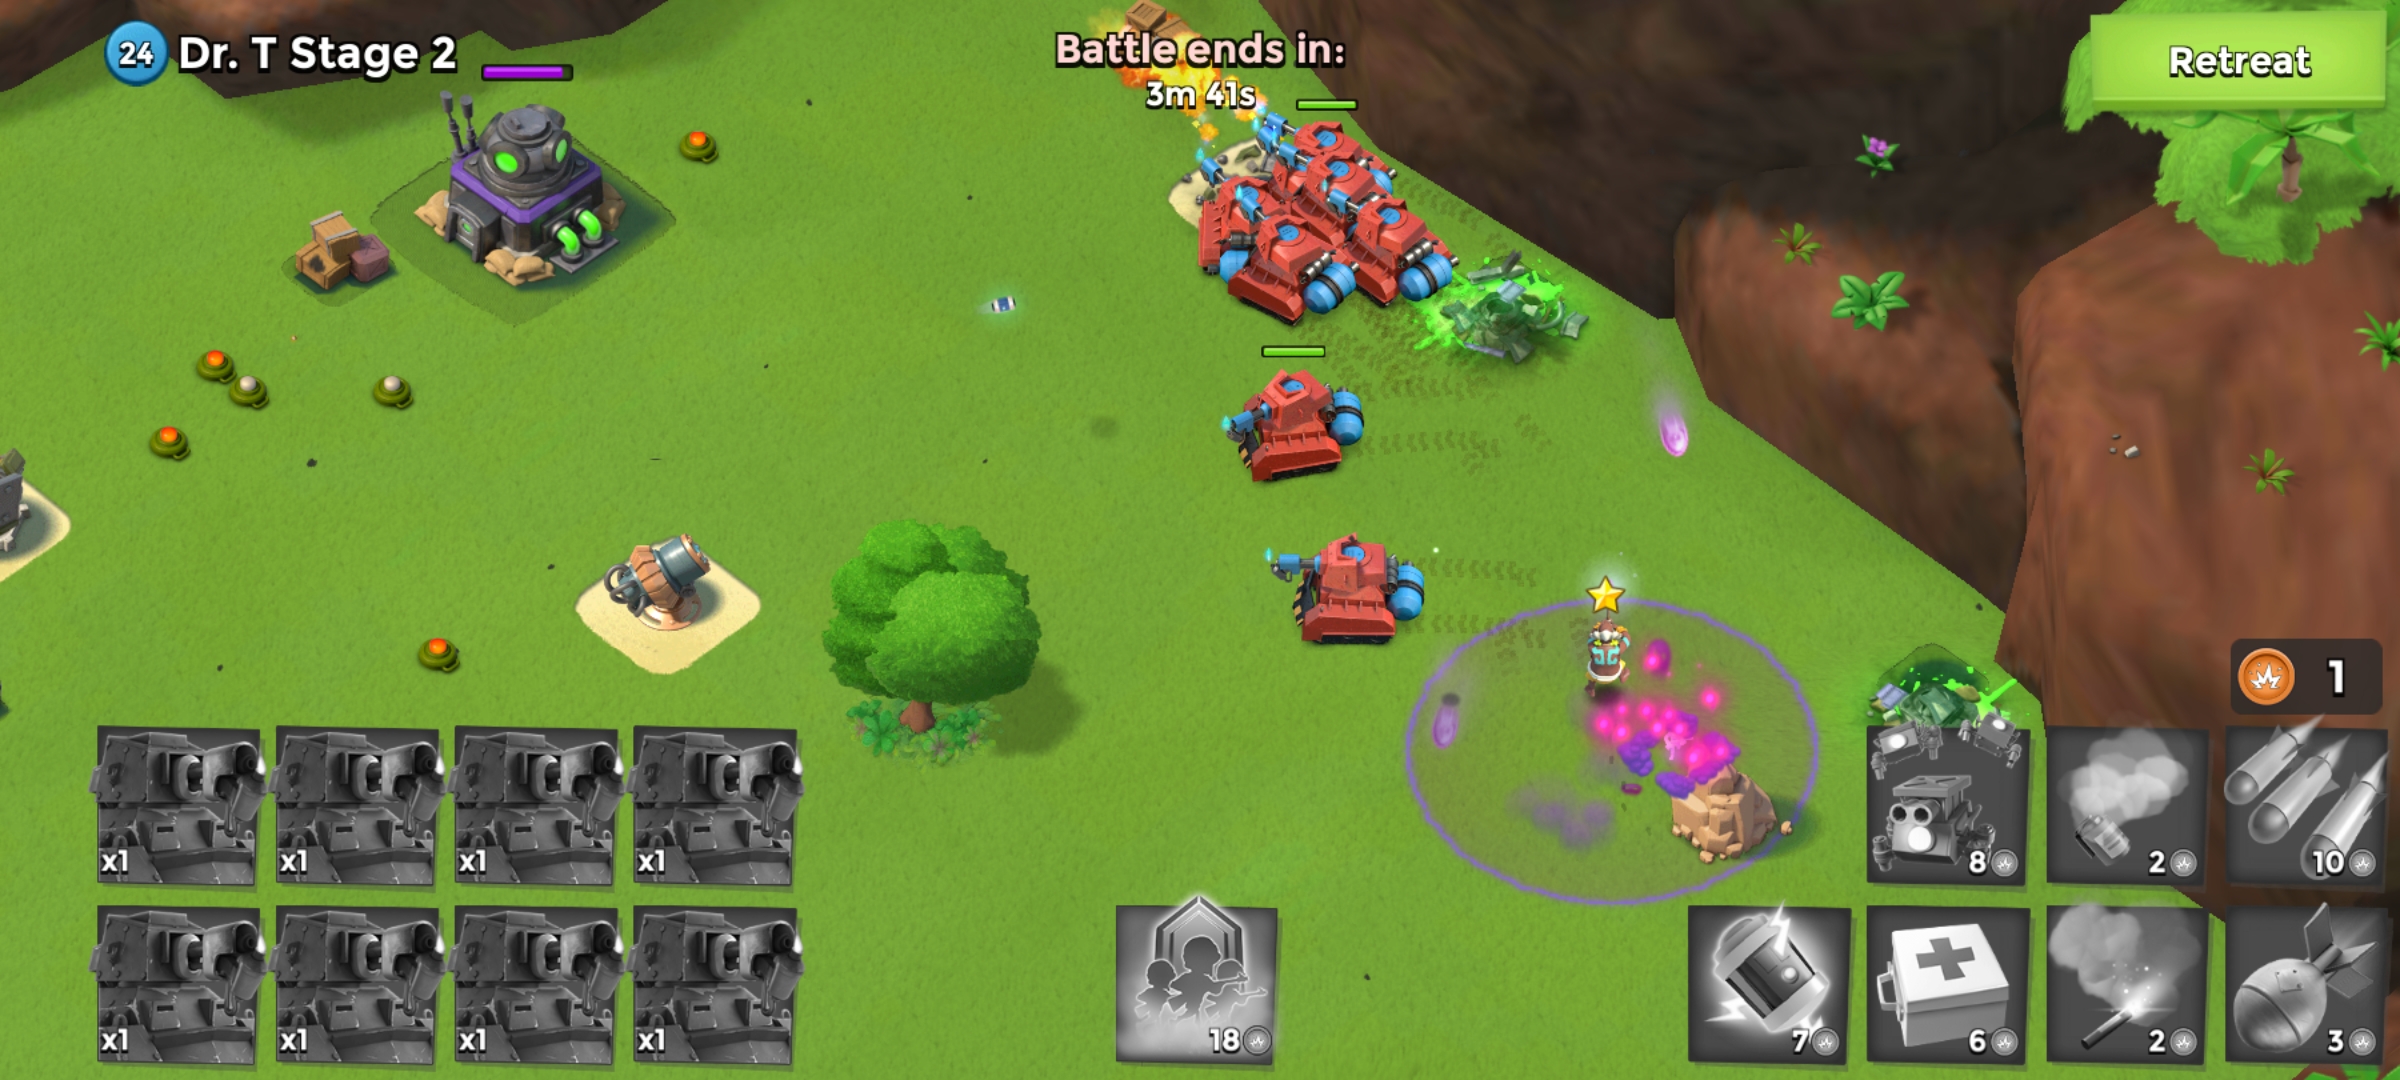 24 Dr. T Stage 2
Battle ends in:
3m 41s
Retreat
1
x1 x1 x1 x1
8 2 10
x1 x1 x1 x1
18 7 6 2 3